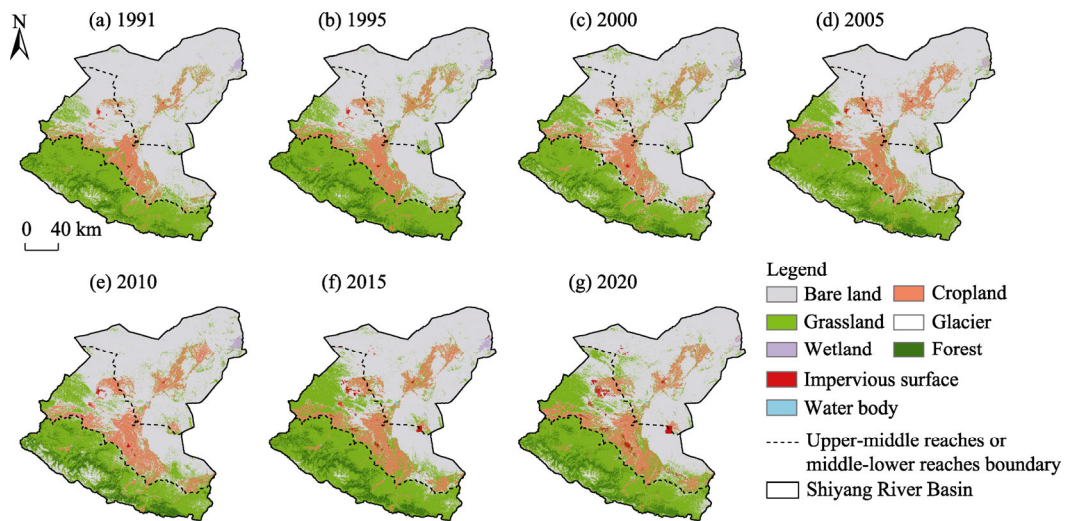 N
(a) 1991
(b) 1995
(c) 2000
(d) 2005
0 40 km
(e) 2010
(f) 2015
(g) 2020
Legend
Bare land
Cropland
Grassland
Glacier
Wetland
Forest
Impervious surface
Water body
Upper-middle reaches or
middle-lower reaches boundary
Shiyang River Basin